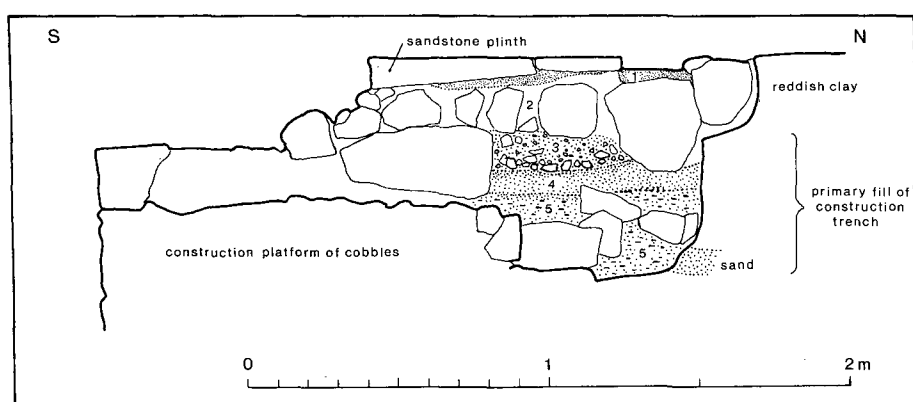 S
N
sandstone plinth
1
reddish clay
2
3
4
primary fill of
construction
trench
5
construction platform of cobbles
5
sand
0 1 2 m